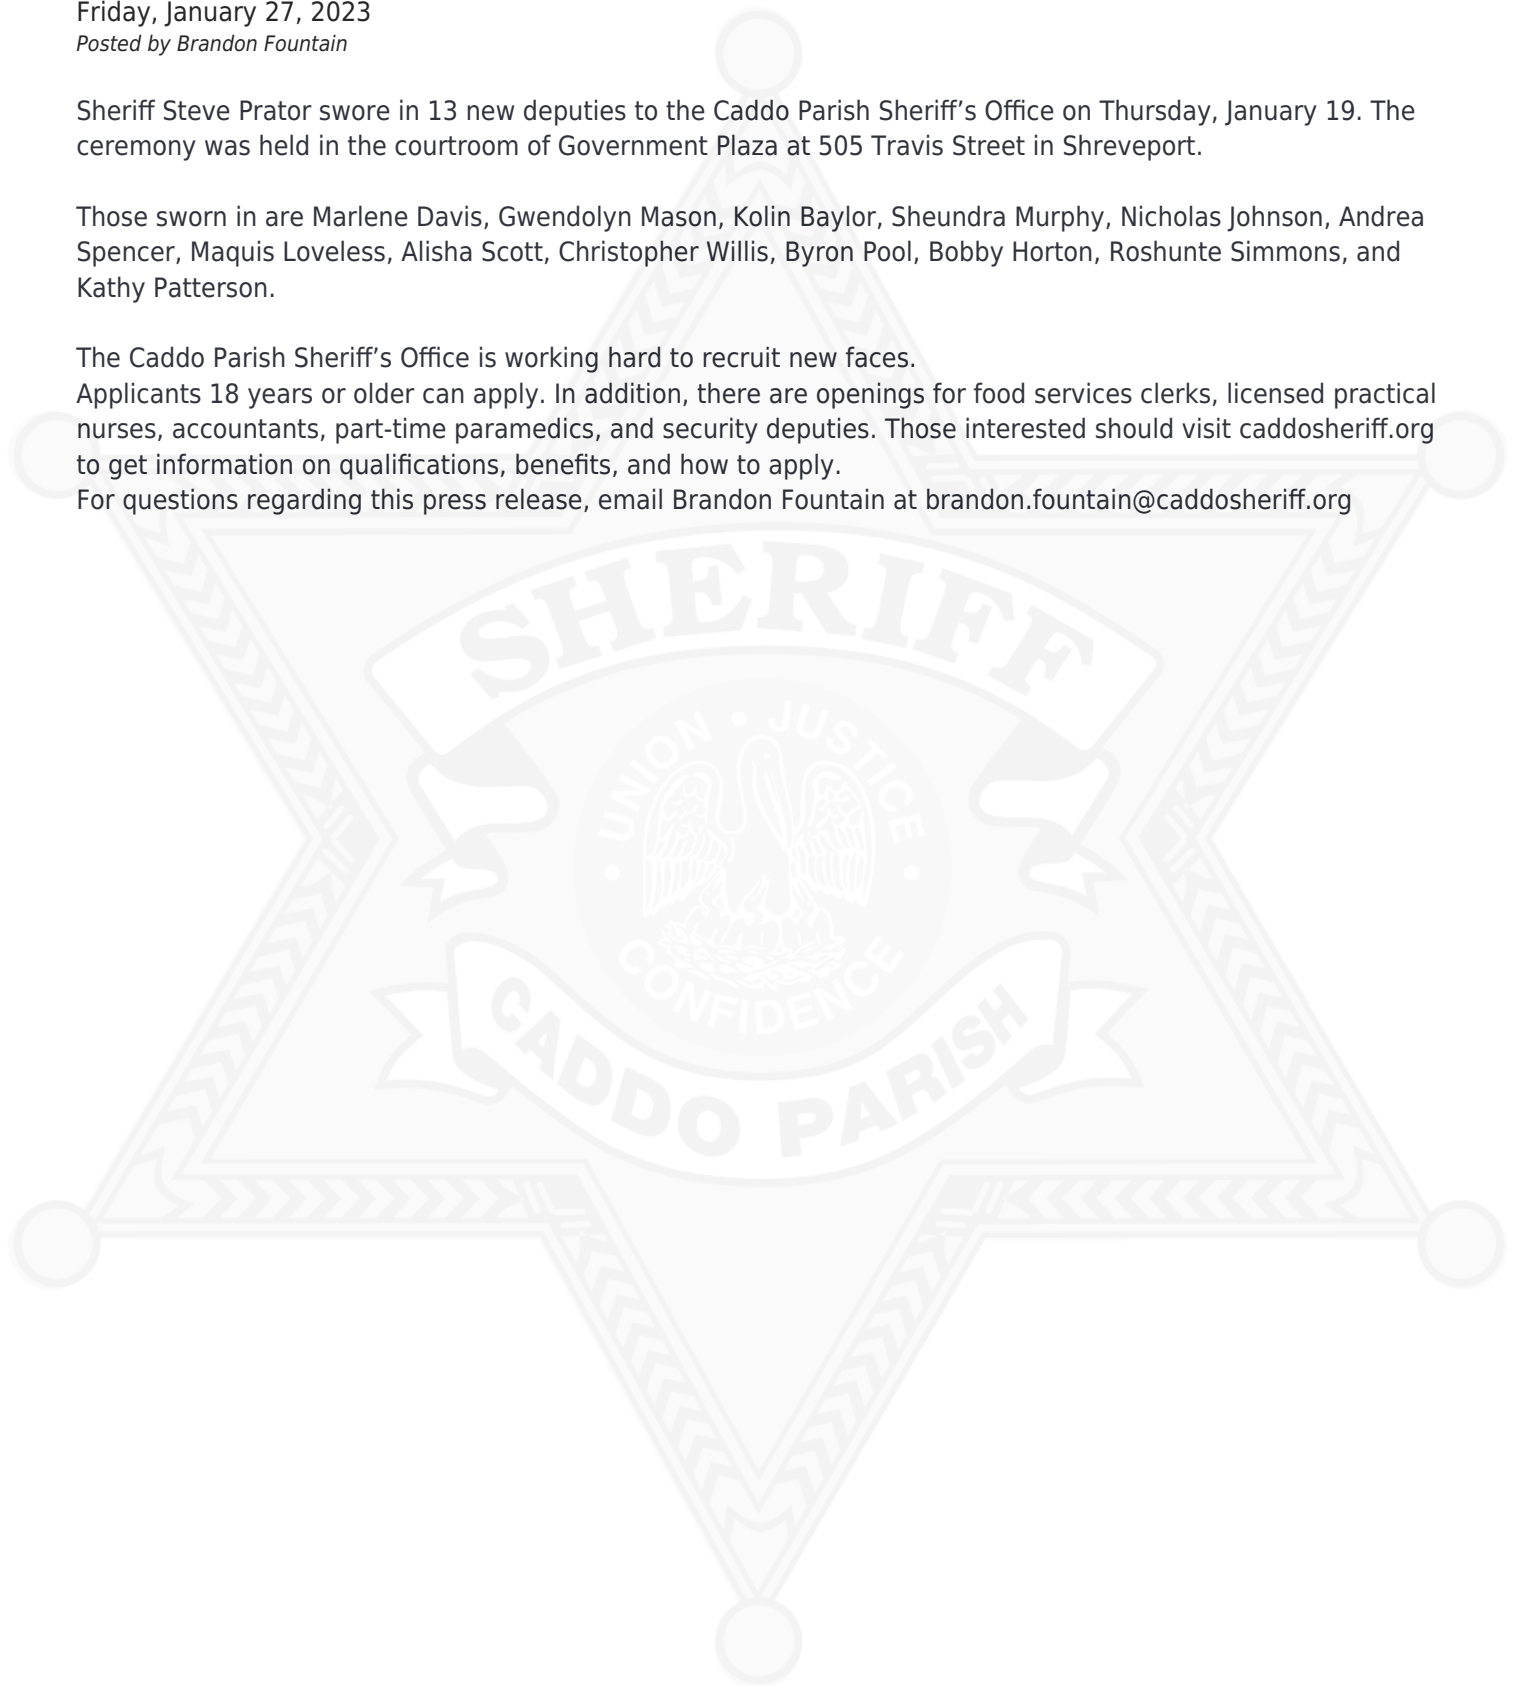 Friday, January 27, 2023
Posted by Brandon Fountain
Sheriff Steve Prator swore in 13 new deputies to the Caddo Parish Sheriff’s Office on Thursday, January 19. The
ceremony was held in the courtroom of Government Plaza at 505 Travis Street in Shreveport.
Those sworn in are Marlene Davis, Gwendolyn Mason, Kolin Baylor, Sheundra Murphy, Nicholas Johnson, Andrea
Spencer, Maquis Loveless, Alisha Scott, Christopher Willis, Byron Pool, Bobby Horton, Roshunte Simmons, and
Kathy Patterson.
The Caddo Parish Sheriff’s Office is working hard to recruit new faces.
Applicants 18 years or older can apply. In addition, there are openings for food services clerks, licensed practical
nurses, accountants, part-time paramedics, and security deputies. Those interested should visit caddosheriff.org
to get information on qualifications, benefits, and how to apply.
For questions regarding this press release, email Brandon Fountain at brandon.fountain@caddosheriff.org
SHERIFF
UNION • JUSTICE
• CONFIDENCE •
CADDO PARISH